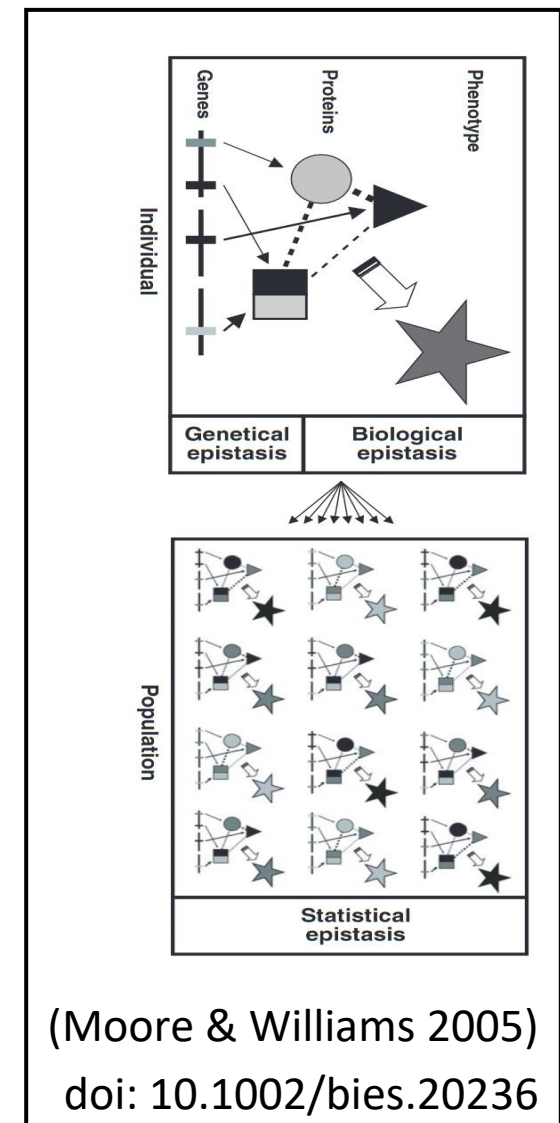 Genes
Proteins
Phenotype
Individual
Genetical
epistasis
Biological
epistasis
Population
Statistical
epistasis
(Moore & Williams 2005)
doi: 10.1002/bies.20236